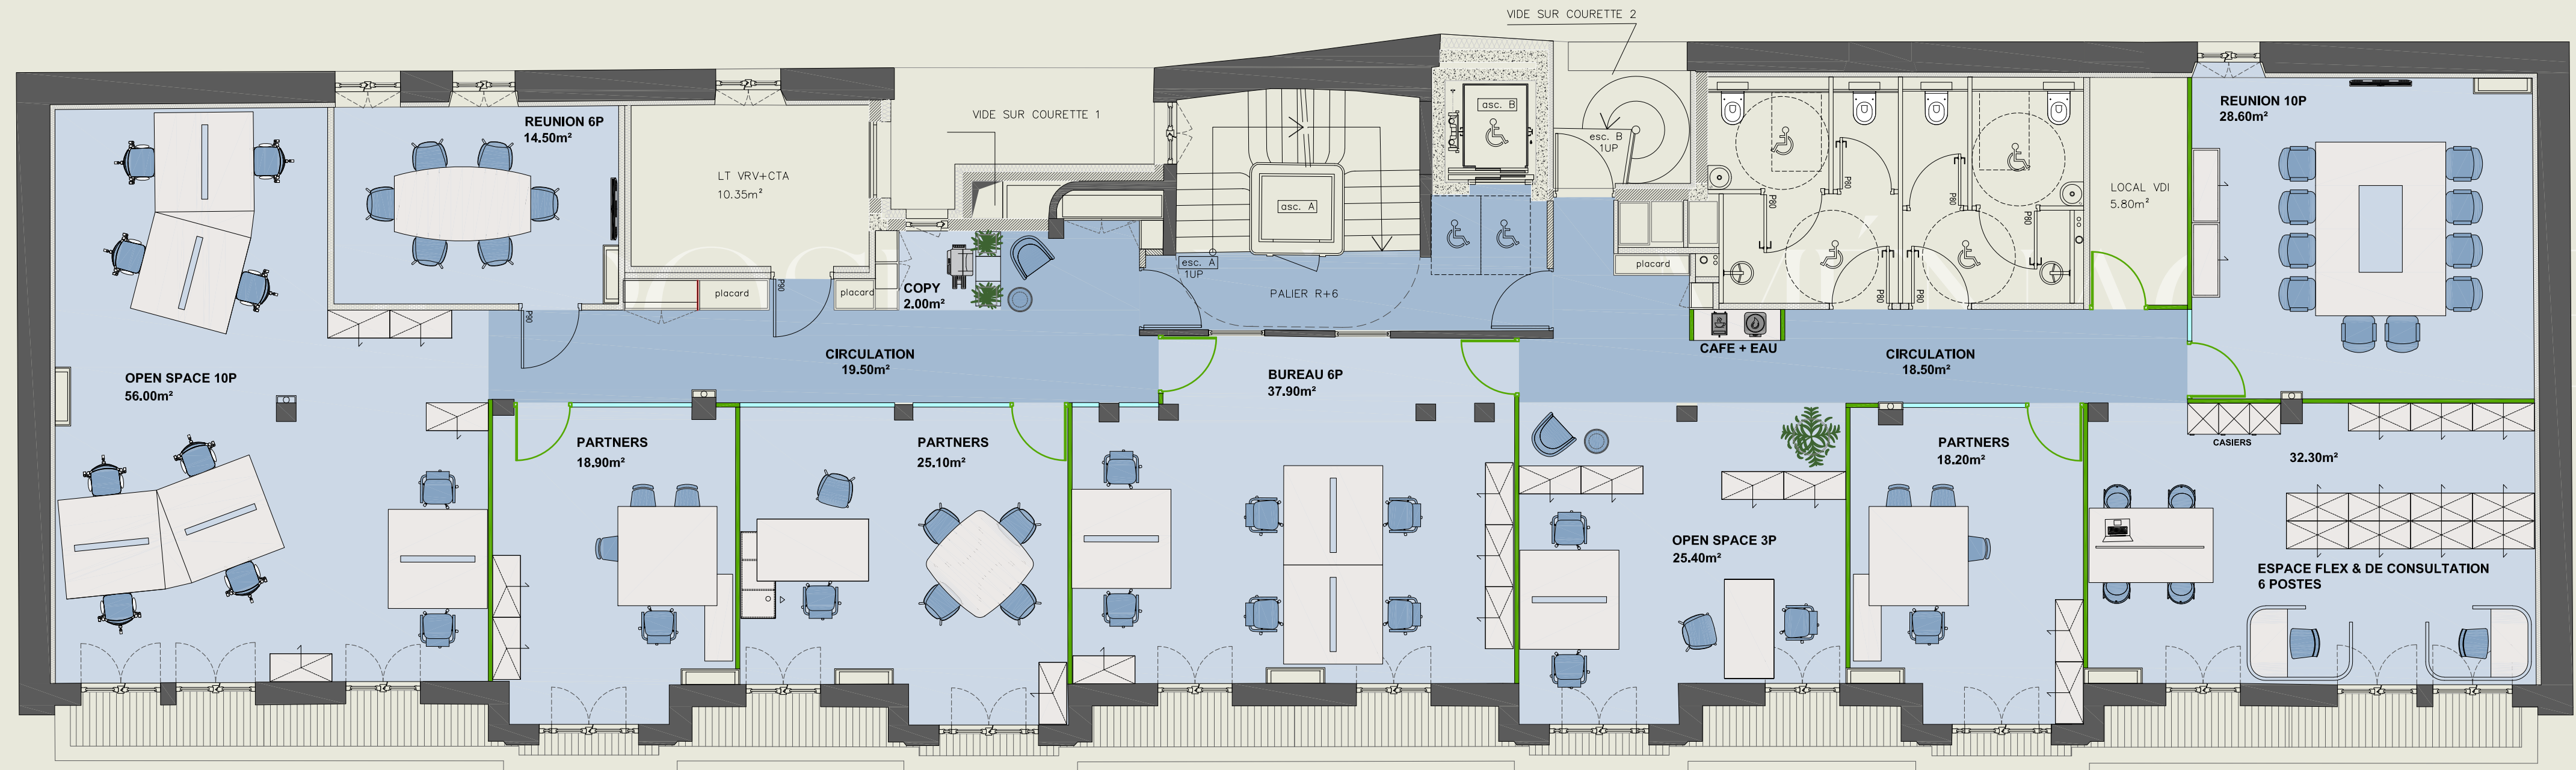 VIDE SUR COURETTE 2
VIDE SUR COURETTE 1
REUNION 6P
14.50m²
LT VRV+CTA
10.35m²
asc. B
esc. B
1UP
asc. A
esc. A
1UP
PALIER R+6
placard
placard
placard
P90
P90
COPY
2.00m²
P80
P80
P80
P80
P80
P80
LOCAL VDI
5.80m²
REUNION 10P
28.60m²
OPEN SPACE 10P
56.00m²
CIRCULATION
19.50m²
BUREAU 6P
37.90m²
CAFE + EAU
CIRCULATION
18.50m²
PARTNERS
18.90m²
PARTNERS
25.10m²
OPEN SPACE 3P
25.40m²
PARTNERS
18.20m²
CASIERS
32.30m²
ESPACE FLEX & DE CONSULTATION
6 POSTES